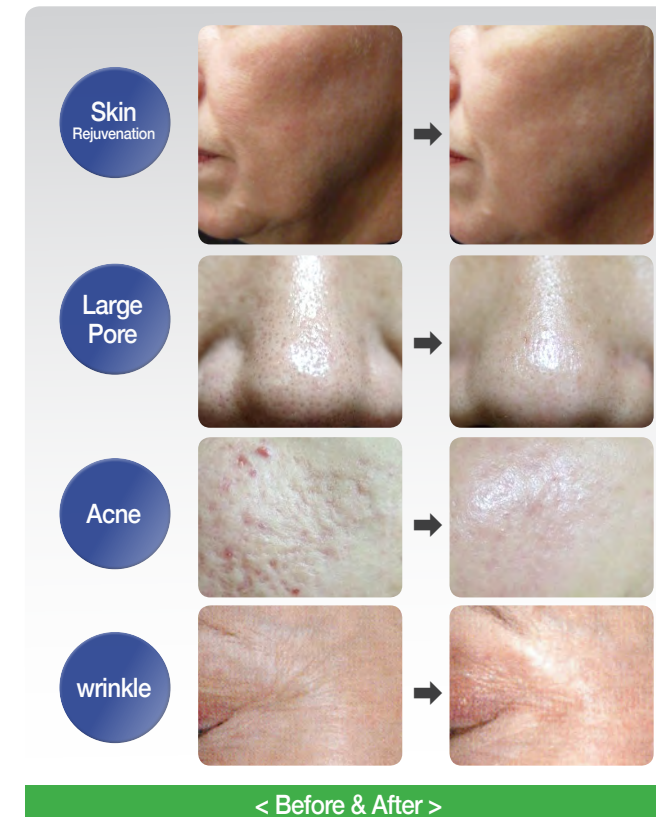 Skin
Rejuvenation
Large
Pore
Acne
wrinkle
< Before & After >